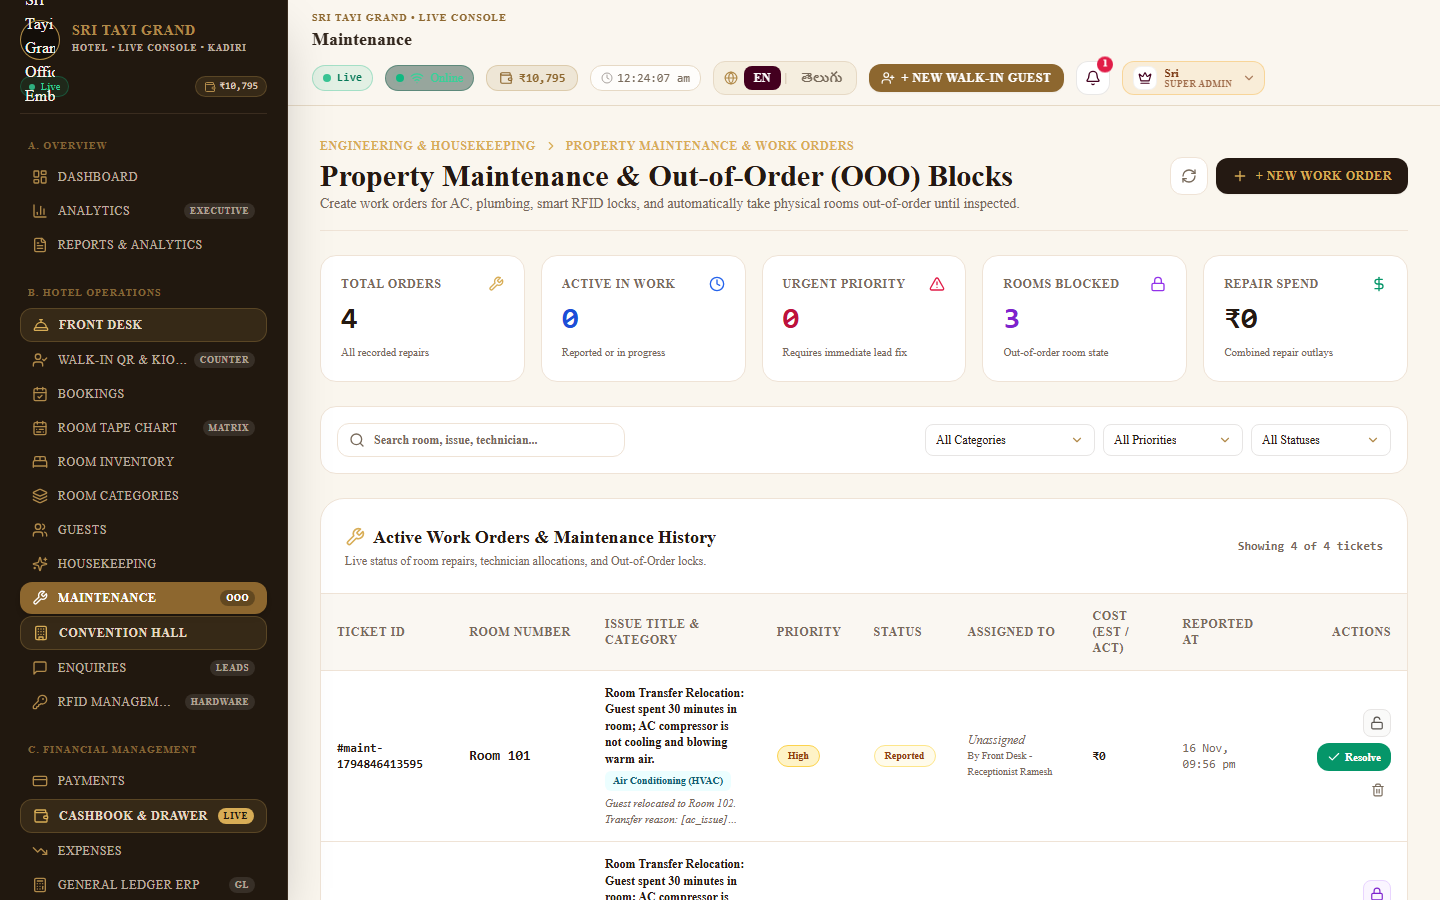 Sri
Tayi
Gran
Offic
Emb
SRI TAYI GRAND
HOTEL • LIVE CONSOLE • KADIRI
Live
₹10,795
A. OVERVIEW
DASHBOARD
ANALYTICS
EXECUTIVE
REPORTS & ANALYTICS
B. HOTEL OPERATIONS
FRONT DESK
WALK-IN QR & KIO...
COUNTER
BOOKINGS
ROOM TAPE CHART
MATRIX
ROOM INVENTORY
ROOM CATEGORIES
GUESTS
HOUSEKEEPING
MAINTENANCE
OOO
CONVENTION HALL
ENQUIRIES
LEADS
RFID MANAGEM...
HARDWARE
C. FINANCIAL MANAGEMENT
PAYMENTS
CASHBOOK & DRAWER
LIVE
EXPENSES
GENERAL LEDGER ERP
GL
SRI TAYI GRAND • LIVE CONSOLE
Maintenance
Live
₹10,795
12:24:07 am
EN
తెలుగు
+ NEW WALK-IN GUEST
1
Sri
SUPER ADMIN
ENGINEERING & HOUSEKEEPING > PROPERTY MAINTENANCE & WORK ORDERS
Property Maintenance & Out-of-Order (OOO) Blocks
Create work orders for AC, plumbing, smart RFID locks, and automatically take physical rooms out-of-order until inspected.
+ NEW WORK ORDER
TOTAL ORDERS
4
All recorded repairs
ACTIVE IN WORK
0
Reported or in progress
URGENT PRIORITY
0
Requires immediate lead fix
ROOMS BLOCKED
3
Out-of-order room state
REPAIR SPEND
₹0
Combined repair outlays
Search room, issue, technician...
All Categories
All Priorities
All Statuses
Active Work Orders & Maintenance History
Live status of room repairs, technician allocations, and Out-of-Order locks.
Showing 4 of 4 tickets
TICKET ID
ROOM NUMBER
ISSUE TITLE &
CATEGORY
PRIORITY
STATUS
ASSIGNED TO
COST
(EST /
ACT)
REPORTED
AT
ACTIONS
#maint-
1794846413595
Room 101
Room Transfer Relocation:
Guest spent 30 minutes in
room; AC compressor is
not cooling and blowing
warm air.
Air Conditioning (HVAC)
Guest relocated to Room 102.
Transfer reason: [ac_issue]...
High
Reported
Unassigned
By Front Desk -
Receptionist Ramesh
₹0
16 Nov,
09:56 pm
Resolve
Room Transfer Relocation:
Guest spent 30 minutes in
room; AC compressor is